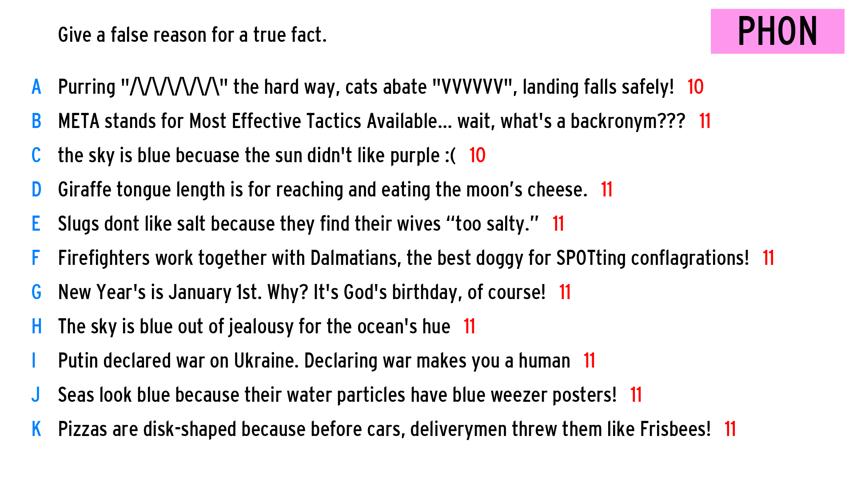 Give a false reason for a true fact.
PHON
A Purring "/\/\/\/\/\/\" the hard way, cats abate "VVVVVV", landing falls safely! 10
B META stands for Most Effective Tactics Available... wait, what's a backronym??? 11
C the sky is blue becuase the sun didn't like purple :( 10
D Giraffe tongue length is for reaching and eating the moon’s cheese. 11
E Slugs dont like salt because they find their wives “too salty.” 11
F Firefighters work together with Dalmatians, the best doggy for SPOTting conflagrations! 11
G New Year's is January 1st. Why? It's God's birthday, of course! 11
H The sky is blue out of jealousy for the ocean's hue 11
I Putin declared war on Ukraine. Declaring war makes you a human 11
J Seas look blue because their water particles have blue weezer posters! 11
K Pizzas are disk-shaped because before cars, deliverymen threw them like Frisbees! 11